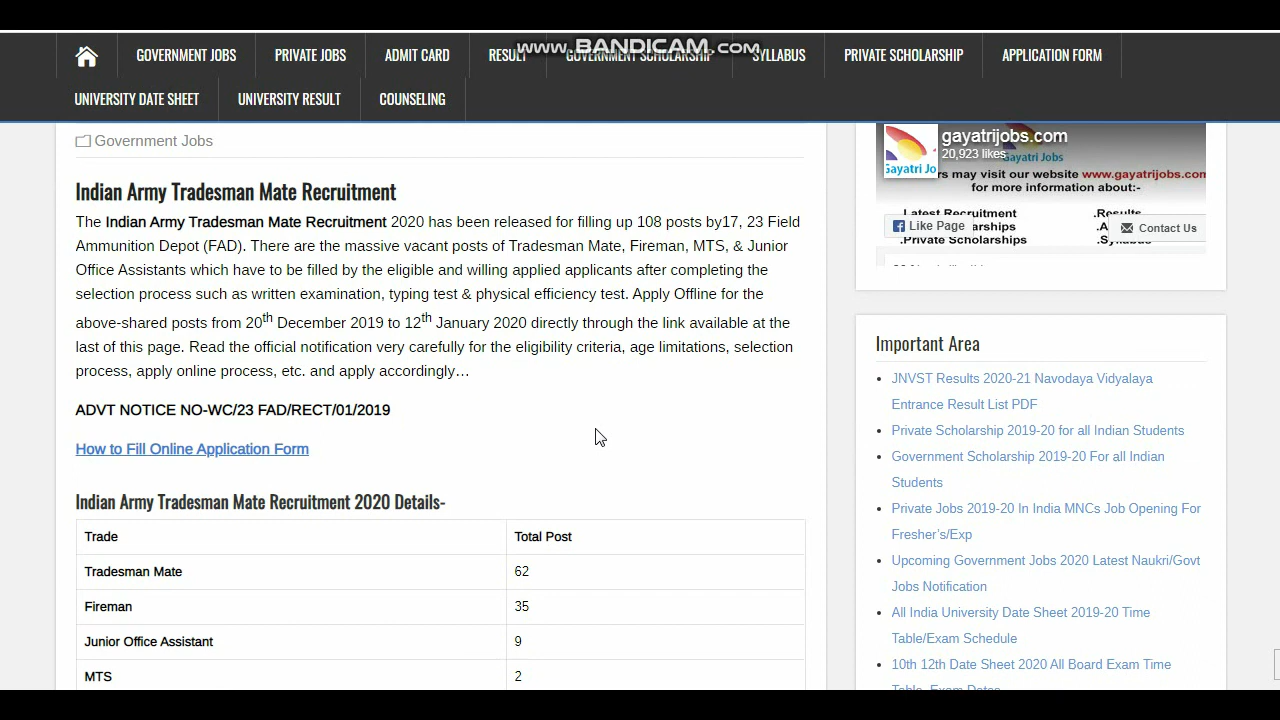 www.BANDICAM.com
GOVERNMENT JOBS
PRIVATE JOBS
ADMIT CARD
RESULT
GOVERNMENT SCHOLARSHIP
SYLLABUS
PRIVATE SCHOLARSHIP
APPLICATION FORM
UNIVERSITY DATE SHEET
UNIVERSITY RESULT
COUNSELING
Government Jobs
Indian Army Tradesman Mate Recruitment
The Indian Army Tradesman Mate Recruitment 2020 has been released for filling up 108 posts by17, 23 Field
Ammunition Depot (FAD). There are the massive vacant posts of Tradesman Mate, Fireman, MTS, & Junior
Office Assistants which have to be filled by the eligible and willing applied applicants after completing the
selection process such as written examination, typing test & physical efficiency test. Apply Offline for the
above-shared posts from 20th December 2019 to 12th January 2020 directly through the link available at the
last of this page. Read the official notification very carefully for the eligibility criteria, age limitations, selection
process, apply online process, etc. and apply accordingly…
ADVT NOTICE NO-WC/23 FAD/RECT/01/2019
How to Fill Online Application Form
Indian Army Tradesman Mate Recruitment 2020 Details-
Trade Total Post
Tradesman Mate 62
Fireman 35
Junior Office Assistant 9
MTS 2
gayatrijobs.com
20,923 likes
Gayatri Jobs
may visit our website www.gayatrijobs.com
for more information about:-
Latest Recruitment
.Results
Like Page
Contact Us
.Private Scholarships
Important Area
JNVST Results 2020-21 Navodaya Vidyalaya
Entrance Result List PDF
Private Scholarship 2019-20 for all Indian Students
Government Scholarship 2019-20 For all Indian
Students
Private Jobs 2019-20 In India MNCs Job Opening For
Fresher's/Exp
Upcoming Government Jobs 2020 Latest Naukri/Govt
Jobs Notification
All India University Date Sheet 2019-20 Time
Table/Exam Schedule
10th 12th Date Sheet 2020 All Board Exam Time